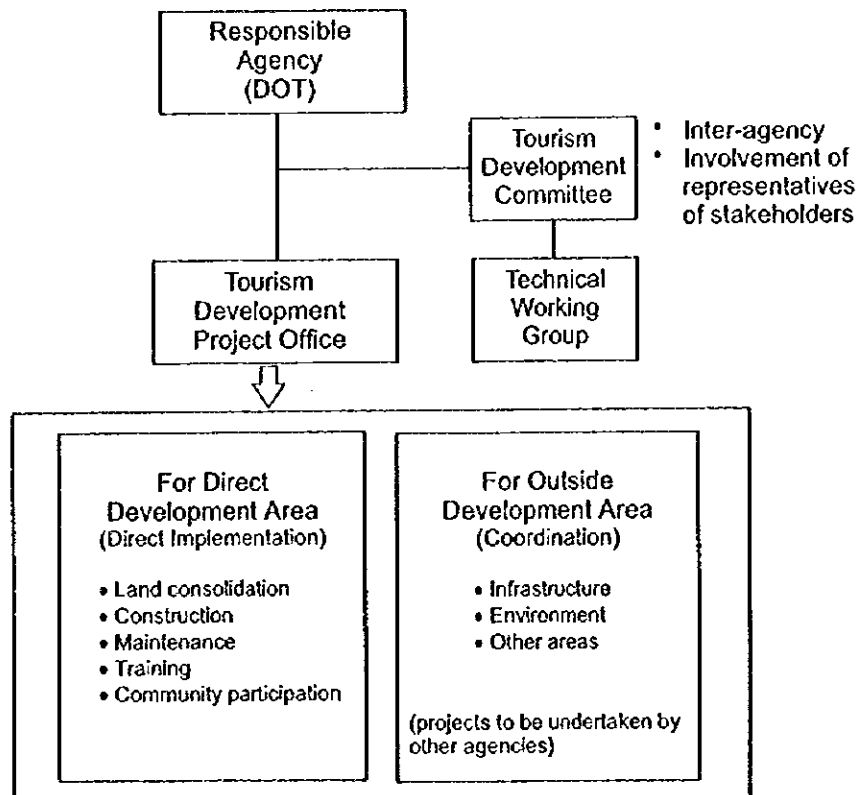 Responsible
Agency
(DOT)
Tourism
Development
Committee
• Inter-agency
• Involvement of
representatives
of stakeholders
Tourism
Development
Project Office
Technical
Working
Group
For Direct
Development Area
(Direct Implementation)
• Land consolidation
• Construction
• Maintenance
• Training
• Community participation
For Outside
Development Area
(Coordination)
• Infrastructure
• Environment
• Other areas
(projects to be undertaken by
other agencies)